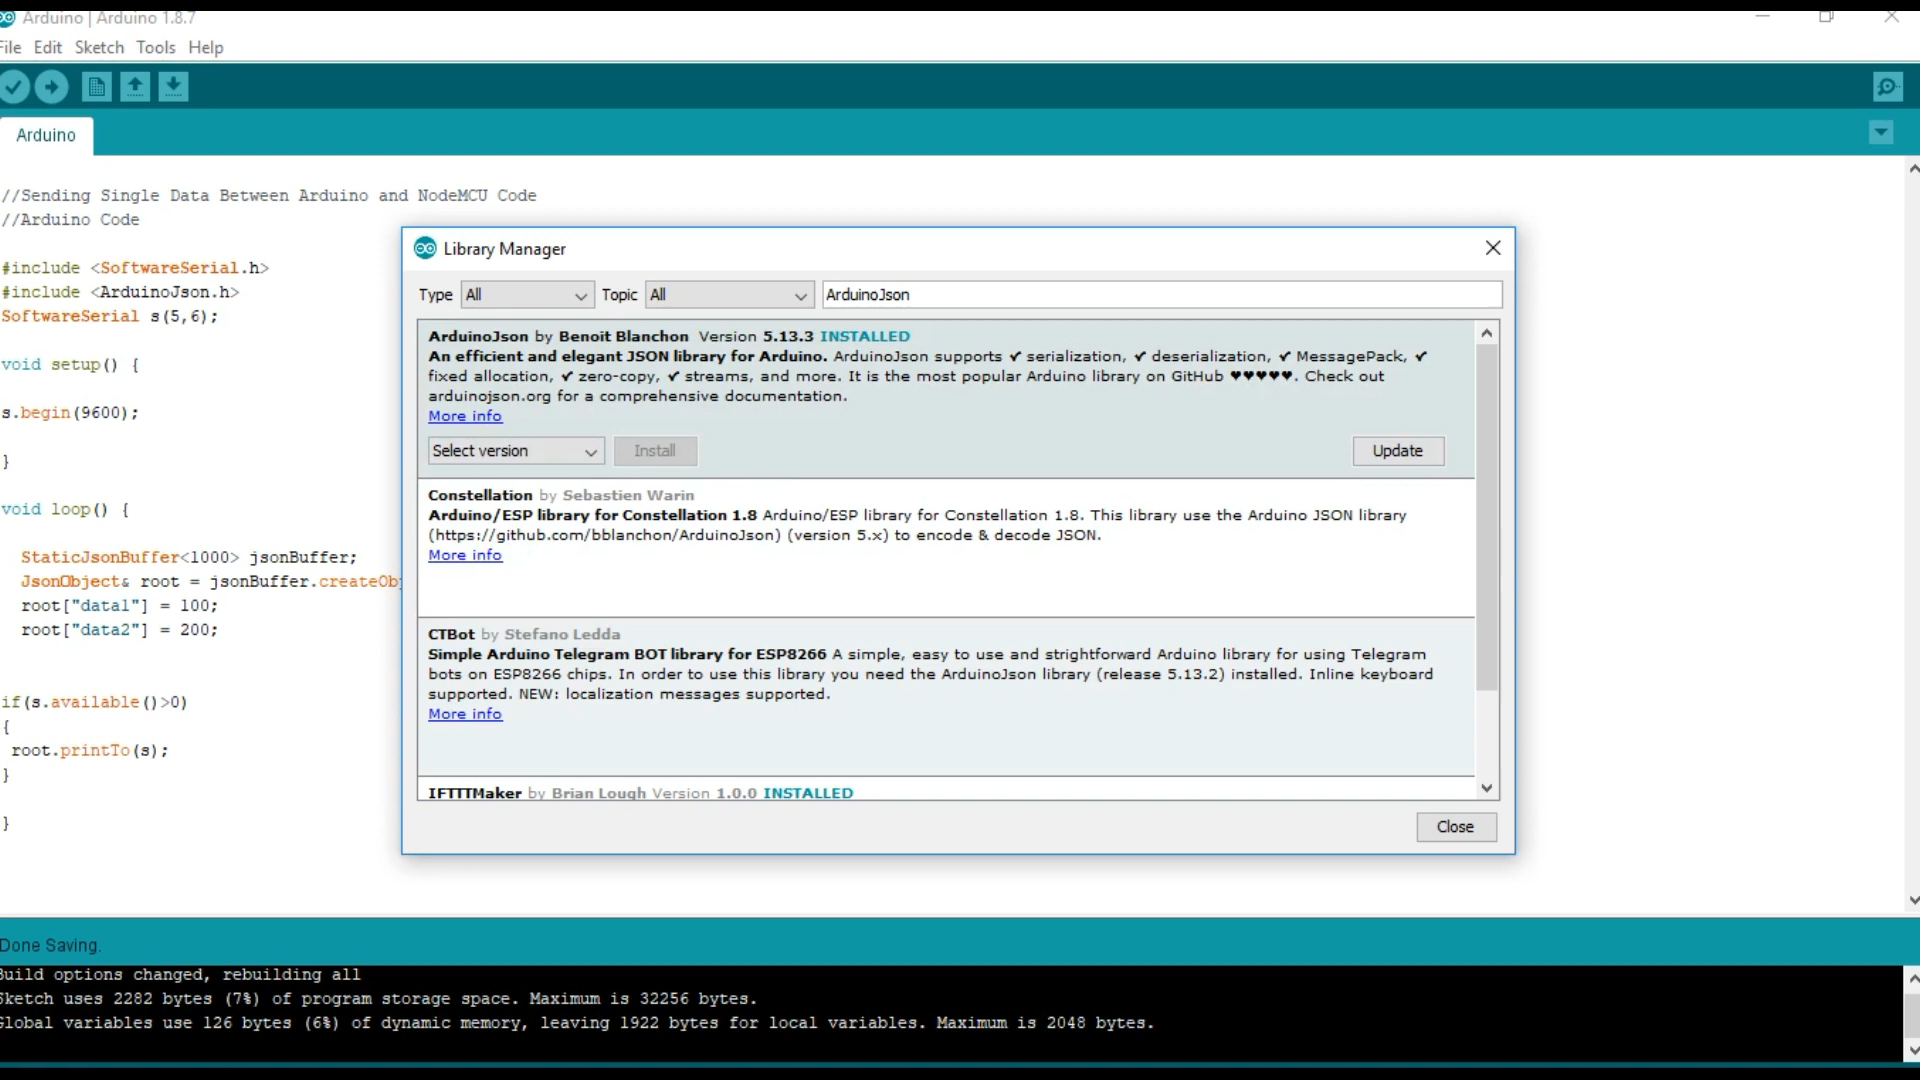 Arduino | Arduino 1.8.7
File Edit Sketch Tools Help
Arduino
//Sending Single Data Between Arduino and NodeMCU Code
//Arduino Code
#include <SoftwareSerial.h>
#include <ArduinoJson.h>
SoftwareSerial s(5,6);
void setup() {
s.begin(9600);
}
void loop() {
StaticJsonBuffer<1000> jsonBuffer;
JsonObject& root = jsonBuffer.createObj
root["data1"] = 100;
root["data2"] = 200;
if(s.available()>0)
{
root.printTo(s);
}
}
Library Manager
Type All Topic All ArduinoJson
ArduinoJson by Benoit Blanchon Version 5.13.3 INSTALLED
An efficient and elegant JSON library for Arduino. ArduinoJson supports ✔ serialization, ✔ deserialization, ✔ MessagePack, ✔
fixed allocation, ✔ zero-copy, ✔ streams, and more. It is the most popular Arduino library on GitHub ♥♥♥♥♥. Check out
arduinojson.org for a comprehensive documentation.
More info
Select version Install Update
Constellation by Sebastien Warin
Arduino/ESP library for Constellation 1.8 Arduino/ESP library for Constellation 1.8. This library use the Arduino JSON library
(https://github.com/bblanchon/ArduinoJson) (version 5.x) to encode & decode JSON.
More info
CTBot by Stefano Ledda
Simple Arduino Telegram BOT library for ESP8266 A simple, easy to use and strightforward Arduino library for using Telegram
bots on ESP8266 chips. In order to use this library you need the ArduinoJson library (release 5.13.2) installed. Inline keyboard
supported. NEW: localization messages supported.
More info
IFTTTMaker by Brian Lough Version 1.0.0 INSTALLED
Close
Done Saving.
Build options changed, rebuilding all
Sketch uses 2282 bytes (7%) of program storage space. Maximum is 32256 bytes.
Global variables use 126 bytes (6%) of dynamic memory, leaving 1922 bytes for local variables. Maximum is 2048 bytes.